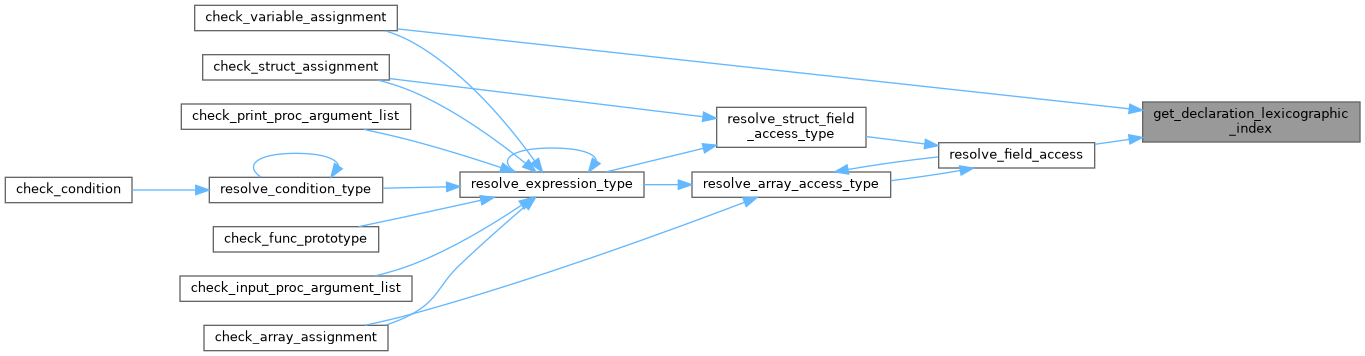 check_variable_assignment
check_struct_assignment
check_print_proc_argument_list
check_condition
resolve_condition_type
check_func_prototype
check_input_proc_argument_list
check_array_assignment
resolve_expression_type
resolve_struct_field
_access_type
resolve_array_access_type
resolve_field_access
get_declaration_lexicographic
_index